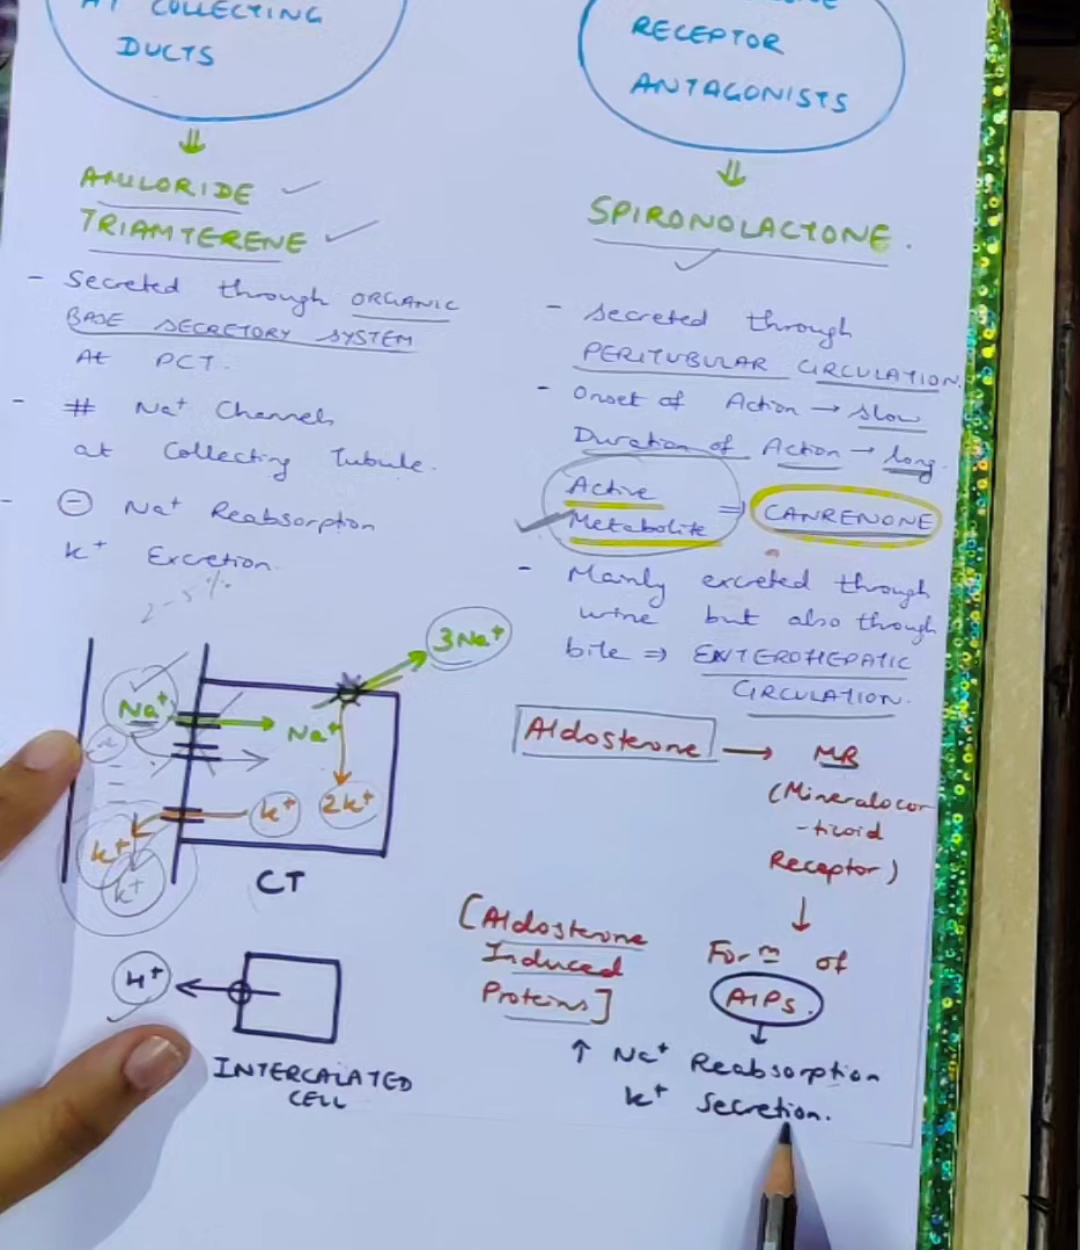 AT COLLECTING
DUCTS
AMILORIDE
TRIAMTERENE
- Secreted through ORGANIC
BASE SECRETORY SYSTEM
At PCT.
- # Na⁺ Channels
at Collecting Tubule.
- ⊖ Na⁺ Reabsorption
K⁺ Excretion.
2-5%
3Na⁺
Na⁺
Na⁺
K⁺
2K⁺
K⁺
K⁺
CT
H⁺
INTERCALATED
CELL
RECEPTOR
ANTAGONISTS
SPIRONOLACTONE.
- Secreted through
PERITUBULAR CIRCULATION.
- Onset of Action → slow
Duration of Action → long.
Active
Metabolite ⇒ CANRENONE
- Mainly excreted through
urine but also through
bile ⇒ ENTEROHEPATIC
CIRCULATION.
Aldosterone → MR
(Mineralocor
-ticoid
Receptor)
↓
Form of
AIPs.
[Aldosterone
Induced
Proteins]
↑ Na⁺ Reabsorption
K⁺ Secretion.